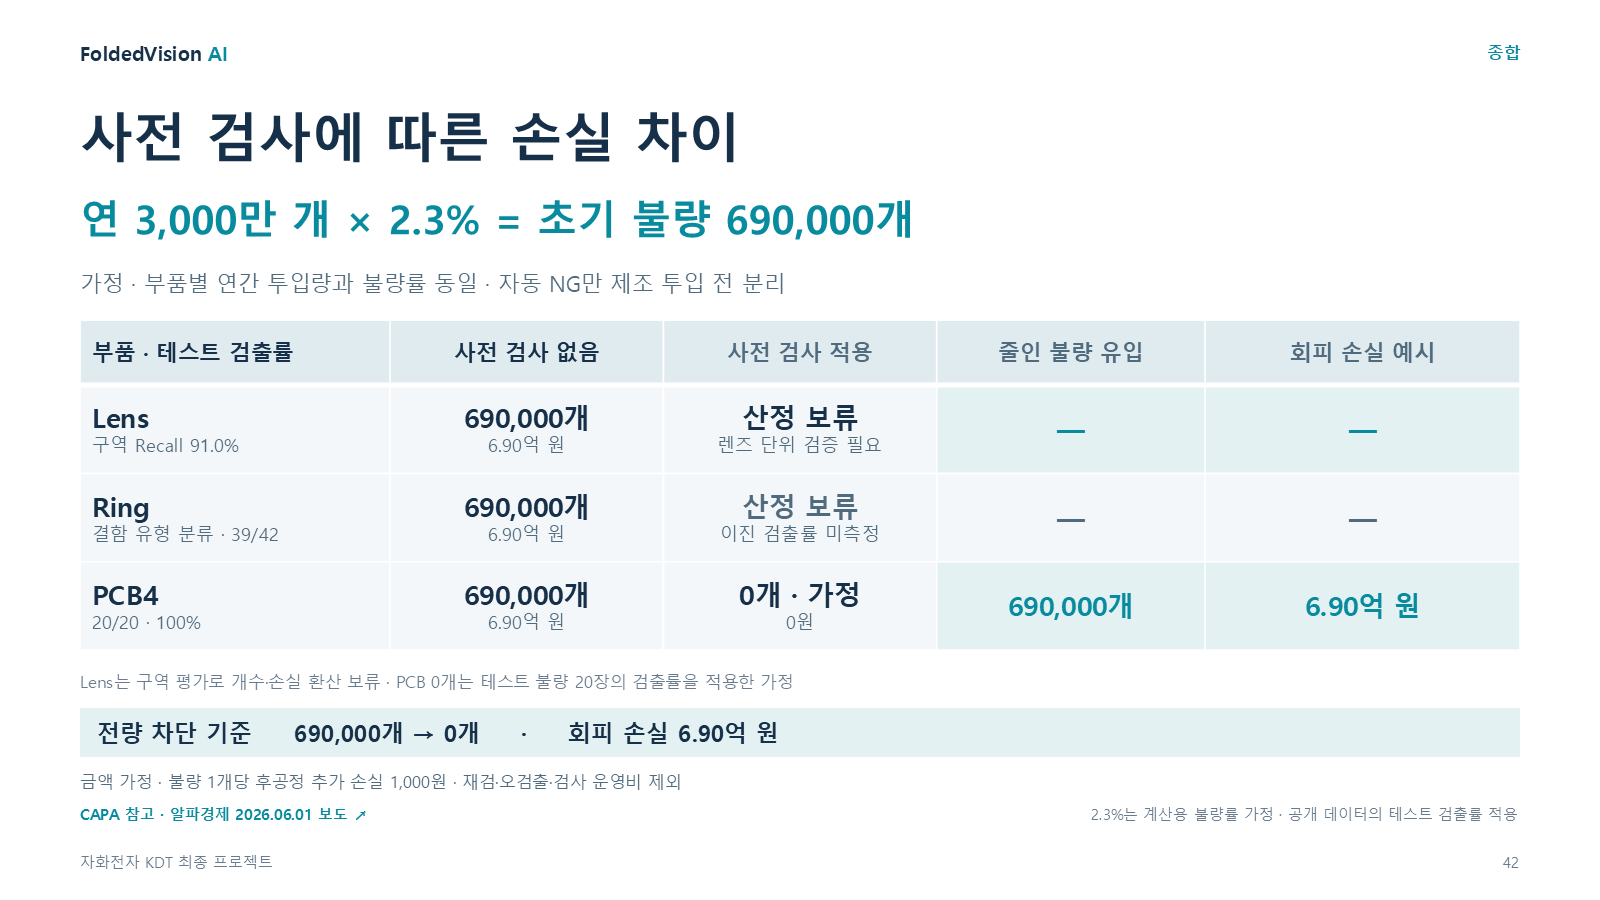 FoldedVision AI
종합
사전 검사에 따른 손실 차이
연 3,000만 개 × 2.3% = 초기 불량 690,000개
가정 · 부품별 연간 투입량과 불량률 동일 · 자동 NG만 제조 투입 전 분리
부품 · 테스트 검출률
사전 검사 없음
사전 검사 적용
줄인 불량 유입
회피 손실 예시
Lens
구역 Recall 91.0%
690,000개
6.90억 원
산정 보류
렌즈 단위 검증 필요
—
—
Ring
결함 유형 분류 · 39/42
690,000개
6.90억 원
산정 보류
이진 검출률 미측정
—
—
PCB4
20/20 · 100%
690,000개
6.90억 원
0개 · 가정
0원
690,000개
6.90억 원
Lens는 구역 평가로 개수·손실 환산 보류 · PCB 0개는 테스트 불량 20장의 검출률을 적용한 가정
전량 차단 기준 690,000개 → 0개 · 회피 손실 6.90억 원
금액 가정 · 불량 1개당 후공정 추가 손실 1,000원 · 재검·오검출·검사 운영비 제외
CAPA 참고 · 알파경제 2026.06.01 보도 ↗
2.3%는 계산용 불량률 가정 · 공개 데이터의 테스트 검출률 적용
자화전자 KDT 최종 프로젝트
42